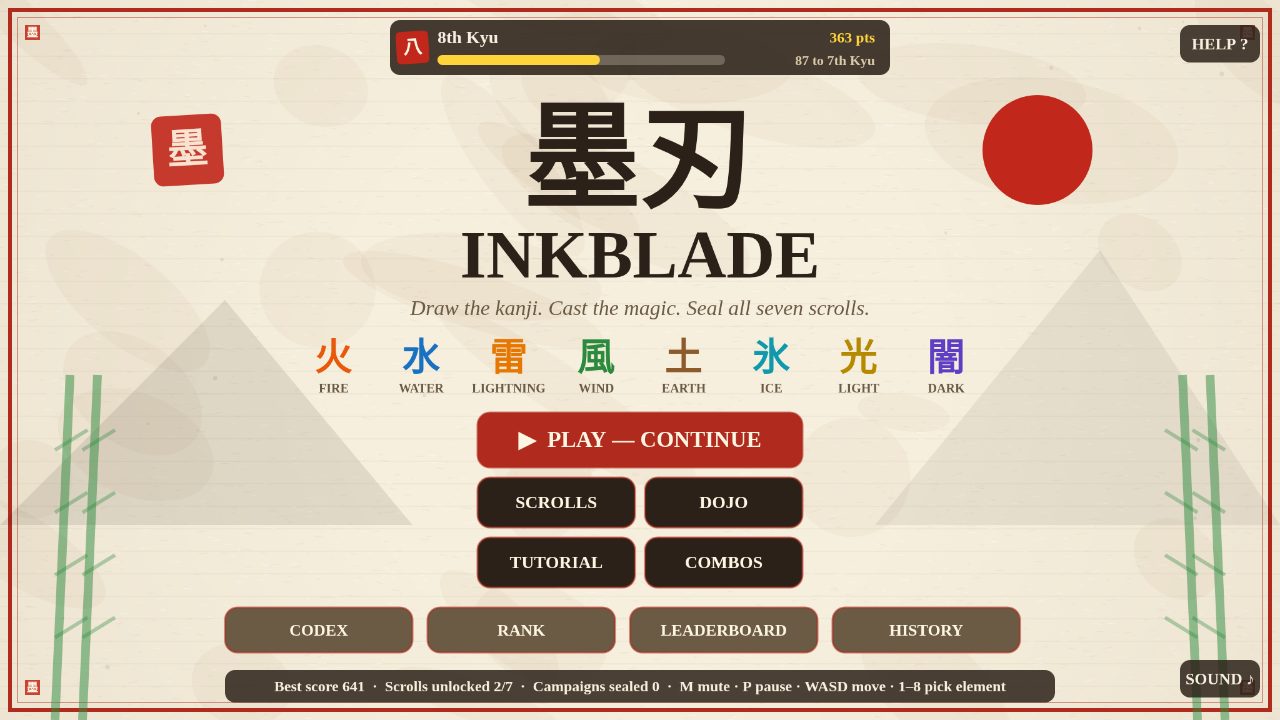 墨
八
8th Kyu
363 pts
87 to 7th Kyu
HELP ?
墨
墨刃
INKBLADE
Draw the kanji. Cast the magic. Seal all seven scrolls.
火 水 雷 風 土 氷 光 闇
FIRE WATER LIGHTNING WIND EARTH ICE LIGHT DARK
▶ PLAY — CONTINUE
SCROLLS DOJO
TUTORIAL COMBOS
CODEX RANK LEADERBOARD HISTORY
墨
Best score 641 · Scrolls unlocked 2/7 · Campaigns sealed 0 · M mute · P pause · WASD move · 1–8 pick element
SOUND ♪